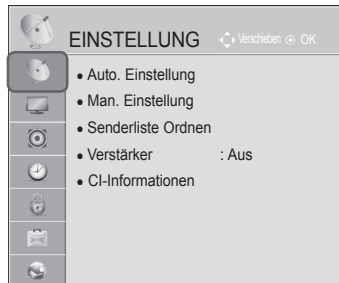 EINSTELLUNG Verschieben OK
• Auto. Einstellung
• Man. Einstellung
• Senderliste Ordnen
• Verstärker : Aus
• CI-Informationen